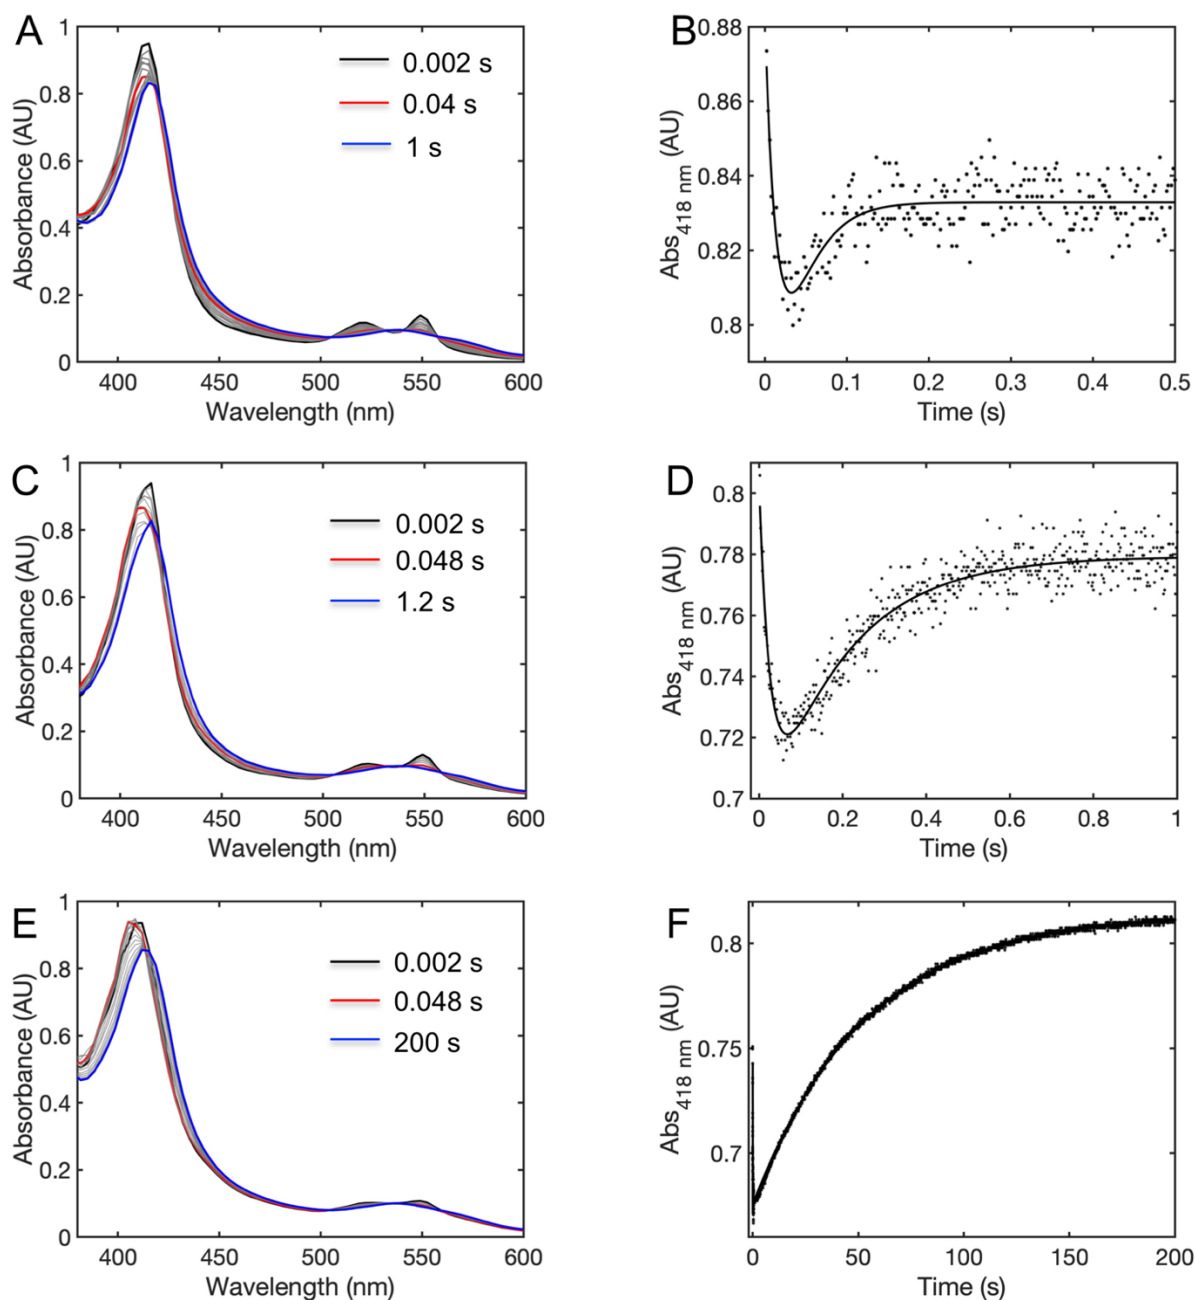 A
1
0.8
0.6
0.4
0.2
0
400 450 500 550 600
Absorbance (AU)
Wavelength (nm)
0.002 s
0.04 s
1 s
B
0.88
0.86
0.84
0.82
0.8
0 0.1 0.2 0.3 0.4 0.5
Abs418 nm (AU)
Time (s)
C
1
0.8
0.6
0.4
0.2
0
400 450 500 550 600
Absorbance (AU)
Wavelength (nm)
0.002 s
0.048 s
1.2 s
D
0.8
0.78
0.76
0.74
0.72
0.7
0 0.2 0.4 0.6 0.8 1
Abs418 nm (AU)
Time (s)
E
1
0.8
0.6
0.4
0.2
0
400 450 500 550 600
Absorbance (AU)
Wavelength (nm)
0.002 s
0.048 s
200 s
F
0.8
0.75
0.7
0 50 100 150 200
Abs418 nm (AU)
Time (s)